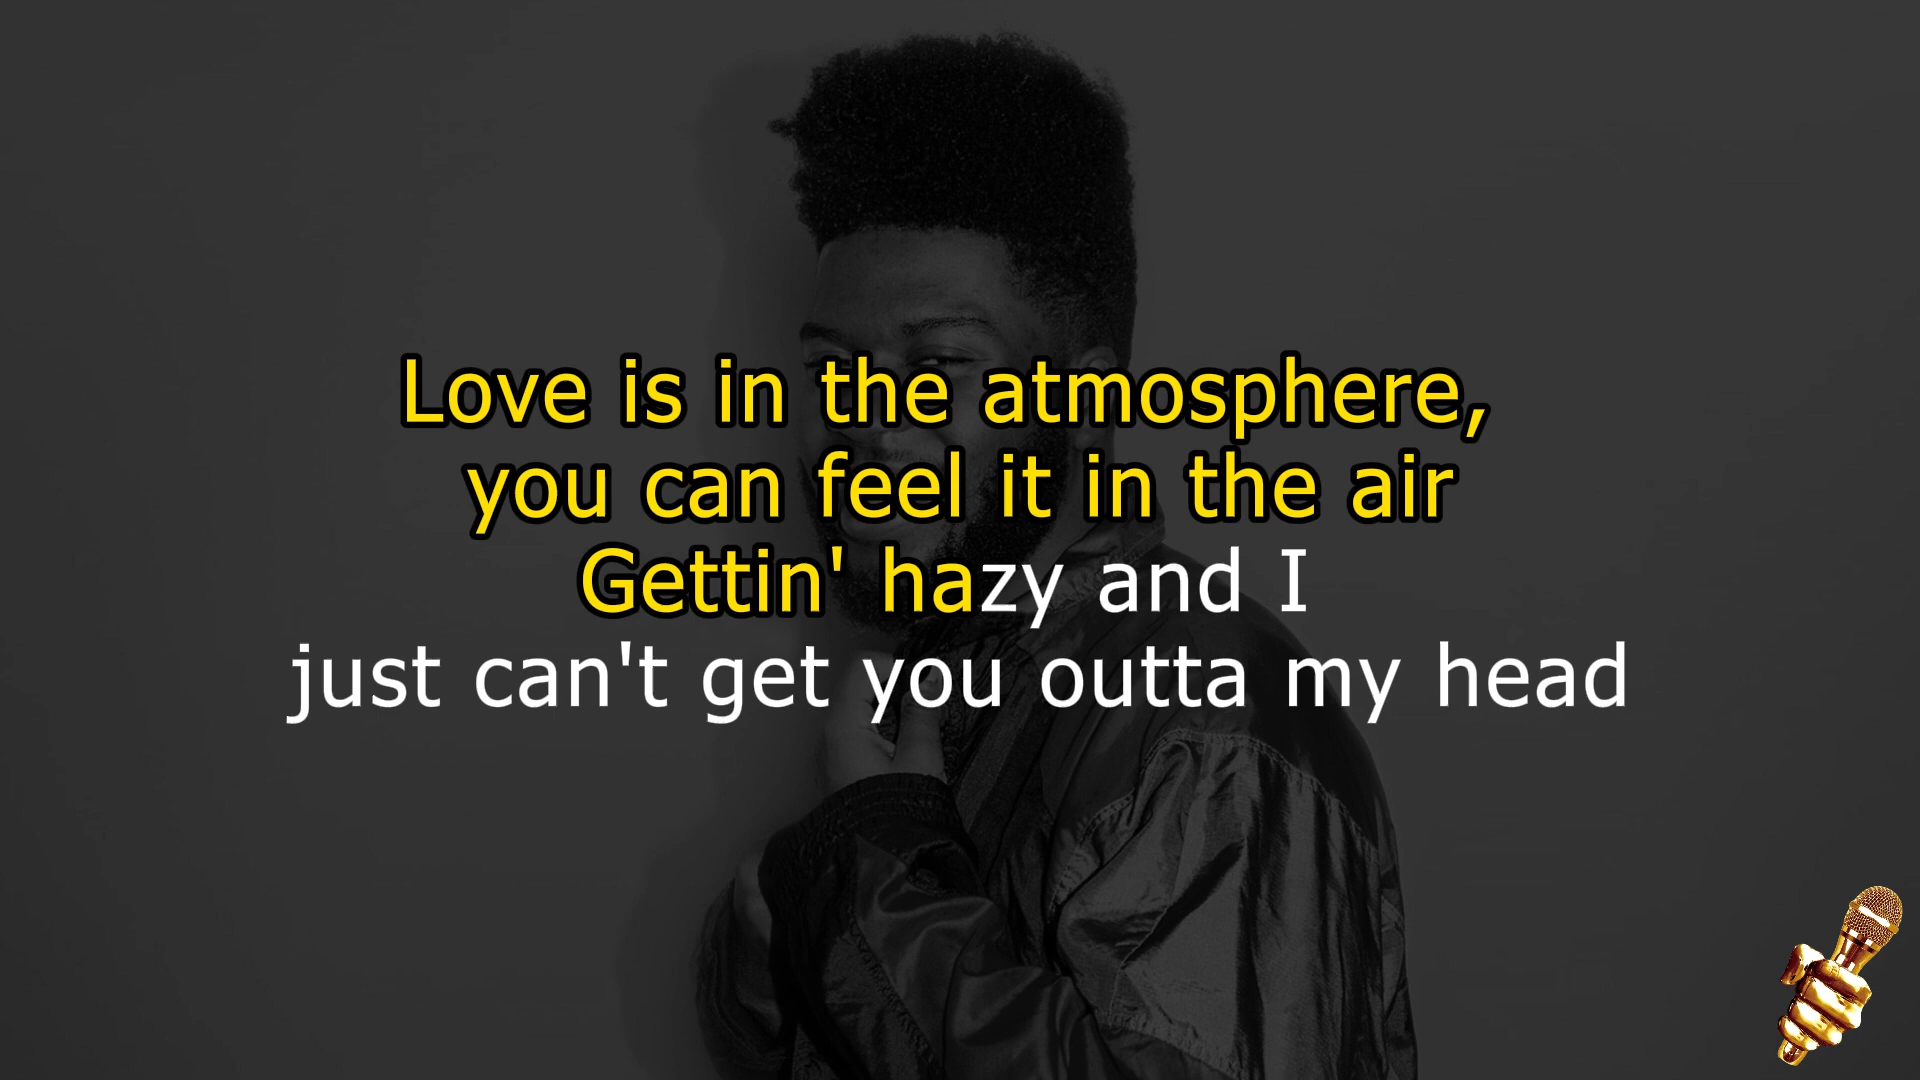 Love is in the atmosphere,
you can feel it in the air
Gettin' hazy and I
just can't get you outta my head